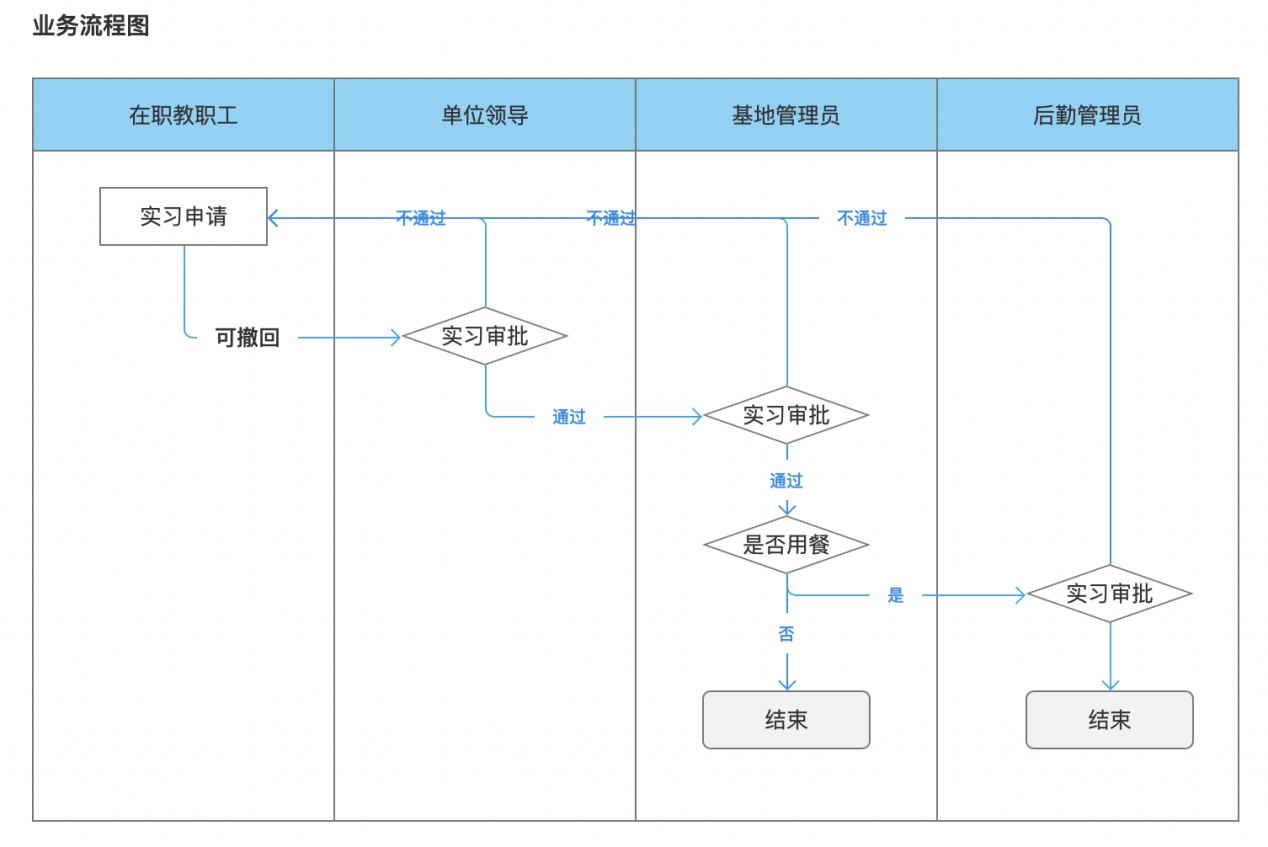 业务流程图
在职教职工
单位领导
基地管理员
后勤管理员
实习申请
不通过
不通过
不通过
可撤回
实习审批
通过
实习审批
通过
是否用餐
是
实习审批
否
结束
结束